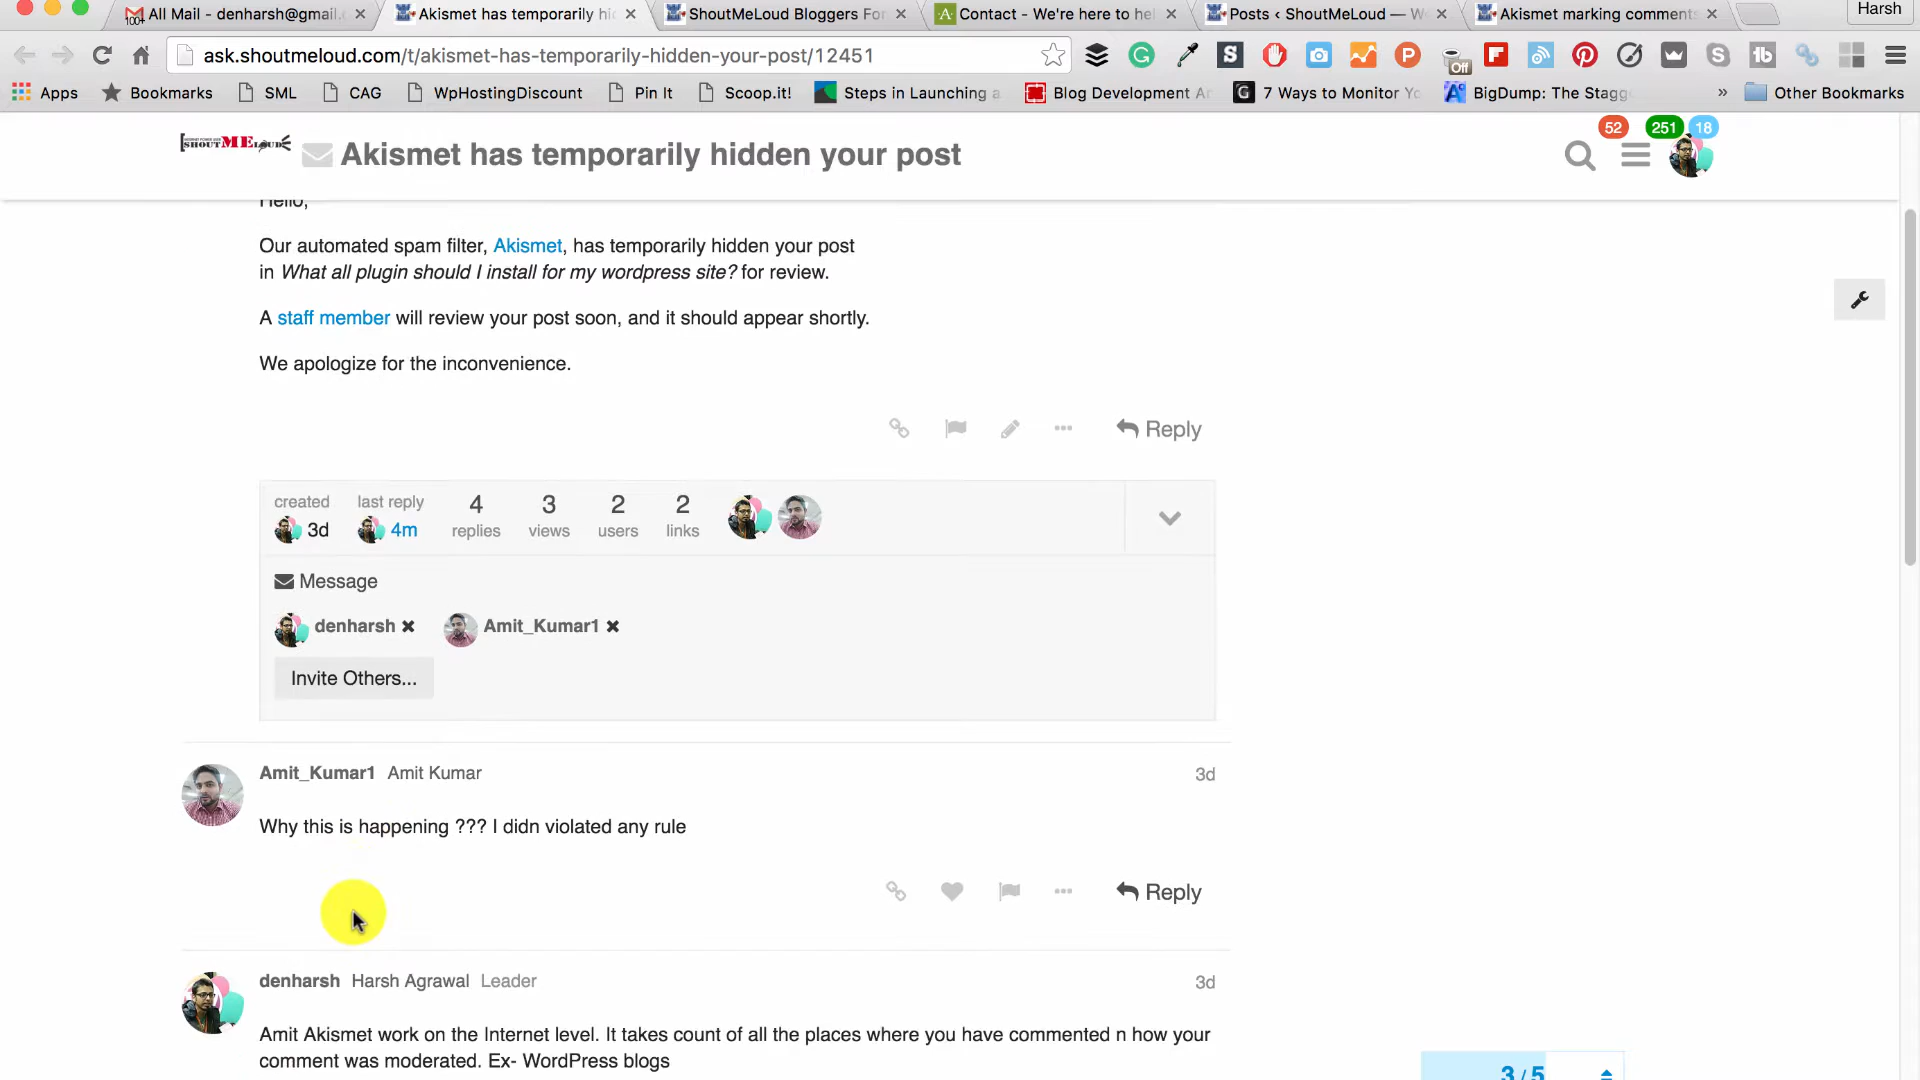 100+ All Mail - denharsh@gmail.
Akismet has temporarily hi
ShoutMeLoud Bloggers For
A Contact - We're here to hel
Posts ‹ ShoutMeLoud — W
Akismet marking comments
Harsh
ask.shoutmeloud.com/t/akismet-has-temporarily-hidden-your-post/12451
Off
Apps Bookmarks SML CAG WpHostingDiscount Pin It Scoop.it! Steps in Launching a Blog Development Ar 7 Ways to Monitor Yo BigDump: The Stagg » Other Bookmarks
SHOUTMELOUD
Akismet has temporarily hidden your post
52 251 18
Hello,
Our automated spam filter, Akismet, has temporarily hidden your post
in What all plugin should I install for my wordpress site? for review.
A staff member will review your post soon, and it should appear shortly.
We apologize for the inconvenience.
Reply
created last reply 4 3 2 2
3d 4m replies views users links
Message
denharsh Amit_Kumar1
Invite Others...
Amit_Kumar1 Amit Kumar 3d
Why this is happening ??? I didn violated any rule
Reply
denharsh Harsh Agrawal Leader 3d
Amit Akismet work on the Internet level. It takes count of all the places where you have commented n how your
comment was moderated. Ex- WordPress blogs
3 / 5